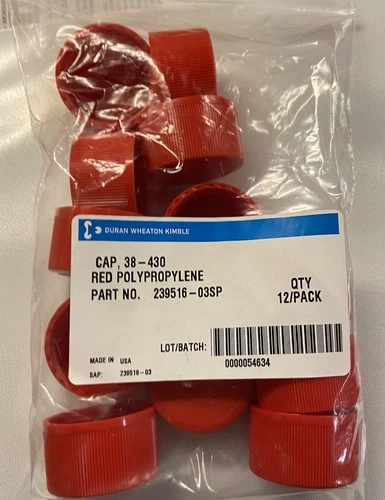 DURAN WHEATON KIMBLE
CAP, 38-430
RED POLYPROPYLENE
PART NO. 239516-03SP
QTY
12/PACK
LOT/BATCH:
0000054634
MADE IN USA
SAP: 239516-03